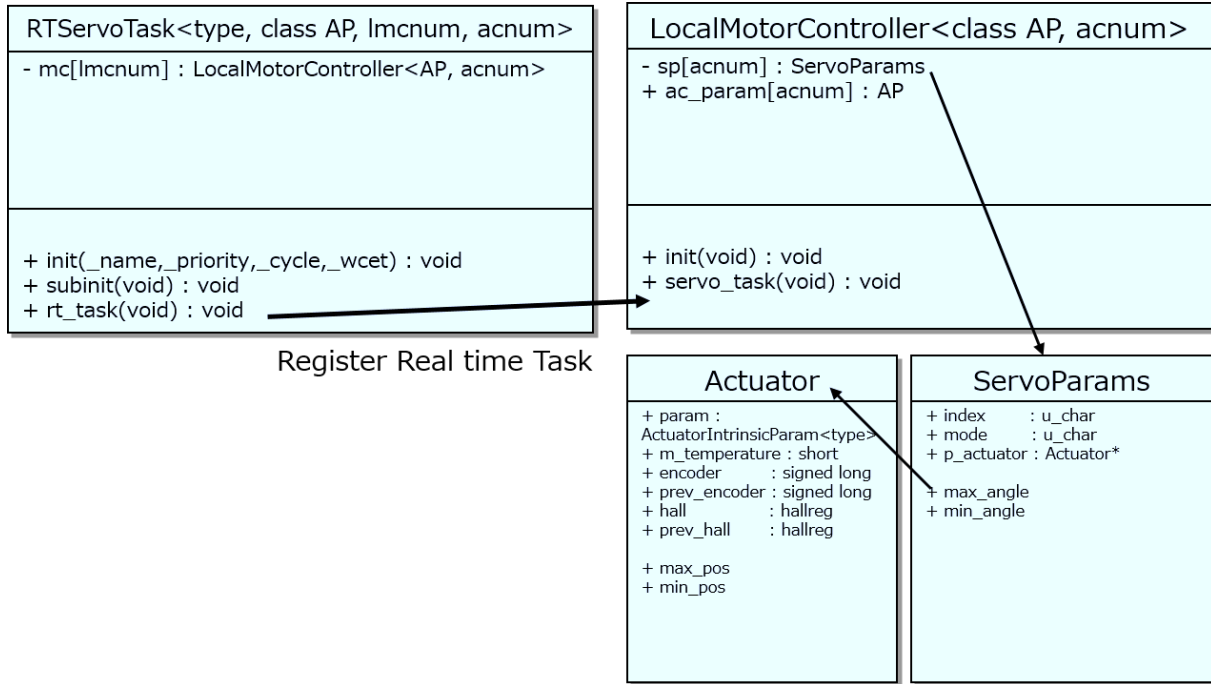 RTServoTask<type, class AP, lmcnum, acnum>
- mc[lmcnum] : LocalMotorController<AP, acnum>
+ init(_name,_priority,_cycle,_wcet) : void
+ subinit(void) : void
+ rt_task(void) : void
Register Real time Task
LocalMotorController<class AP, acnum>
- sp[acnum] : ServoParams
+ ac_param[acnum] : AP
+ init(void) : void
+ servo_task(void) : void
Actuator
+ param :
ActuatorIntrinsicParam<type>
+ m_temperature : short
+ encoder : signed long
+ prev_encoder : signed long
+ hall : hallreg
+ prev_hall : hallreg
+ max_pos
+ min_pos
ServoParams
+ index : u_char
+ mode : u_char
+ p_actuator : Actuator*
+ max_angle
+ min_angle